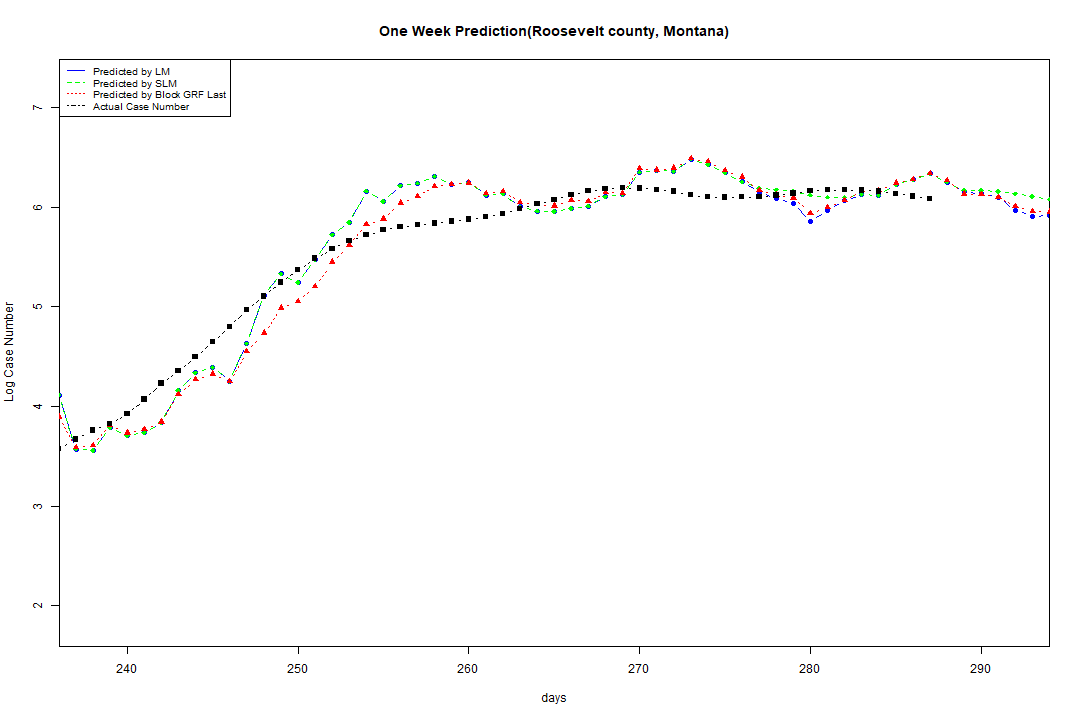 One Week Prediction(Roosevelt county, Montana)
Predicted by LM
Predicted by SLM
Predicted by Block GRF Last
Actual Case Number
7
6
5
4
3
2
Log Case Number
240 250 260 270 280 290
days